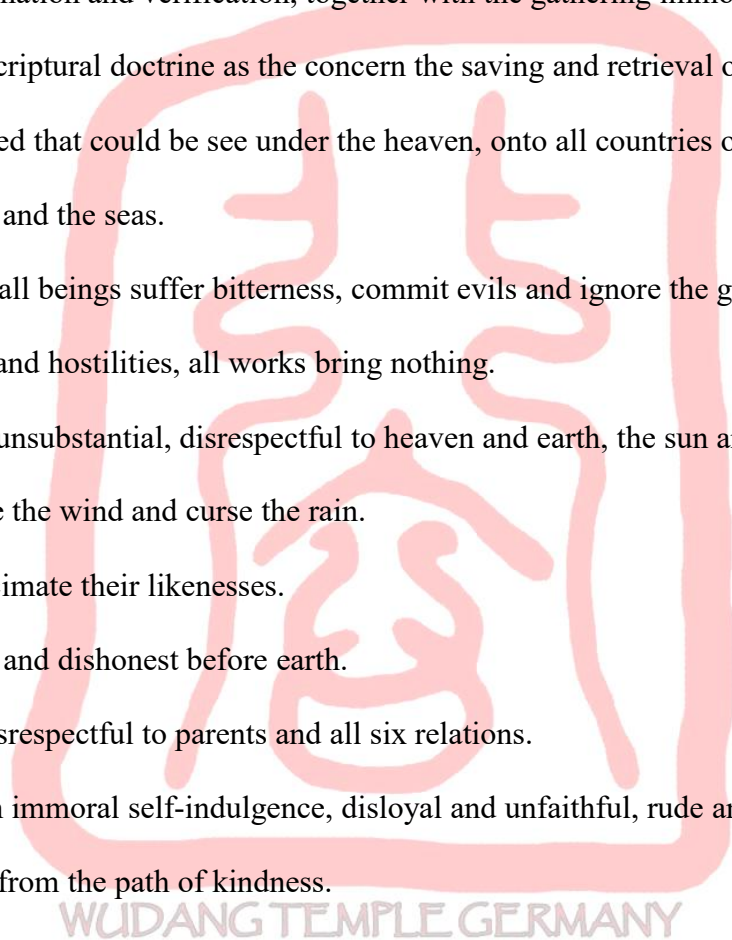 and verification, together with the gathering
criptural doctrine as the concern the saving and retrieval
ed that could be see under the heaven, onto all countries
and the seas.
all beings suffer bitterness, commit evils and ignore the g
and hostilities, all works bring nothing.
unsubstantial, disrespectful to heaven and earth, the sun a
e the wind and curse the rain.
imate their likenesses.
and dishonest before earth.
srespectful to parents and all six relations.
n immoral self-indulgence, disloyal and unfaithful, rude a
from the path of kindness.
WUDANG TEMPLE GERMANY